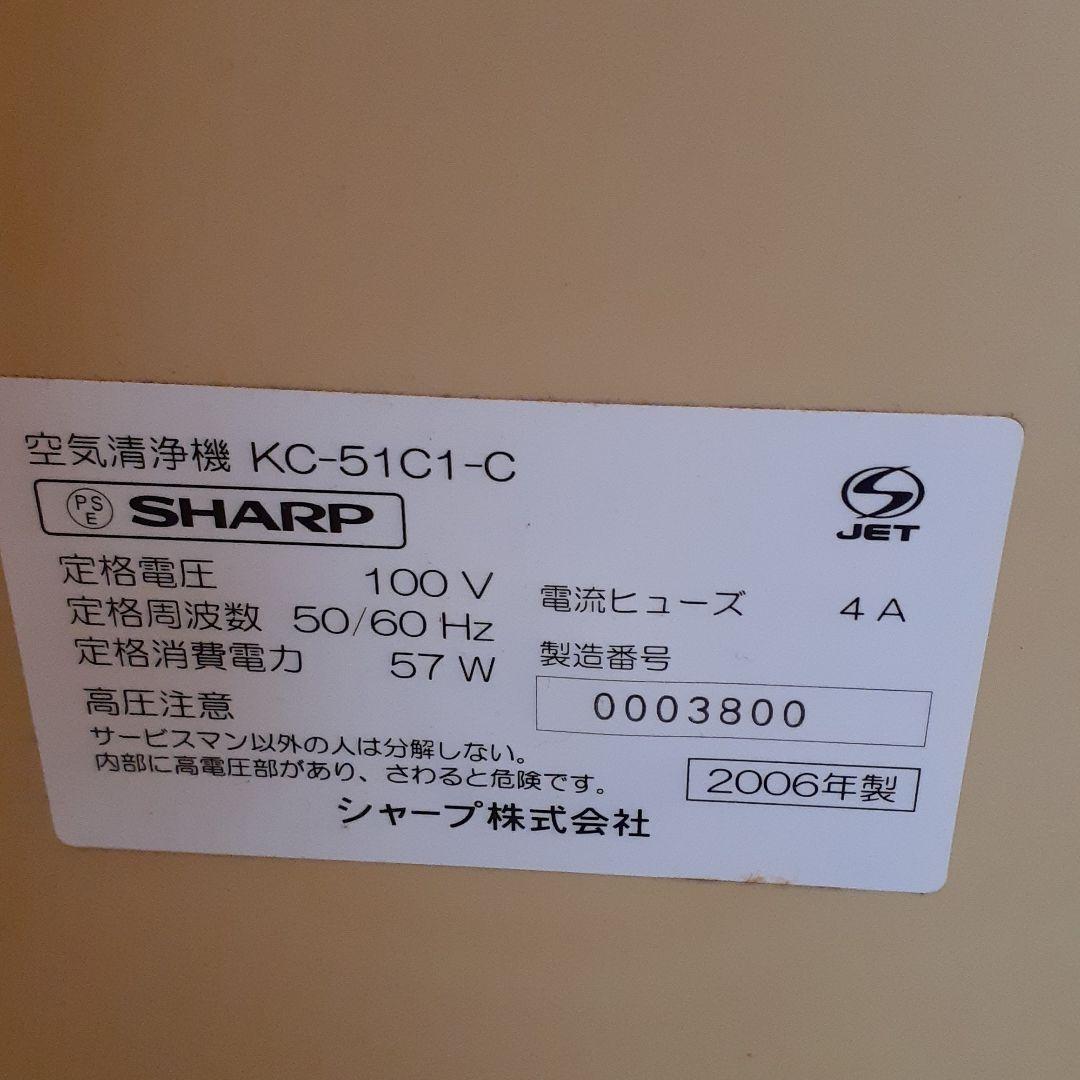 空気清浄機 KC-51C1-C
PSE SHARP
JET
定格電圧 100 V
定格周波数 50/60 Hz
定格消費電力 57 W
電流ヒューズ 4 A
製造番号
0003800
高圧注意
サービスマン以外の人は分解しない。
内部に高電圧部があり、さわると危険です。
2006年製
シャープ株式会社